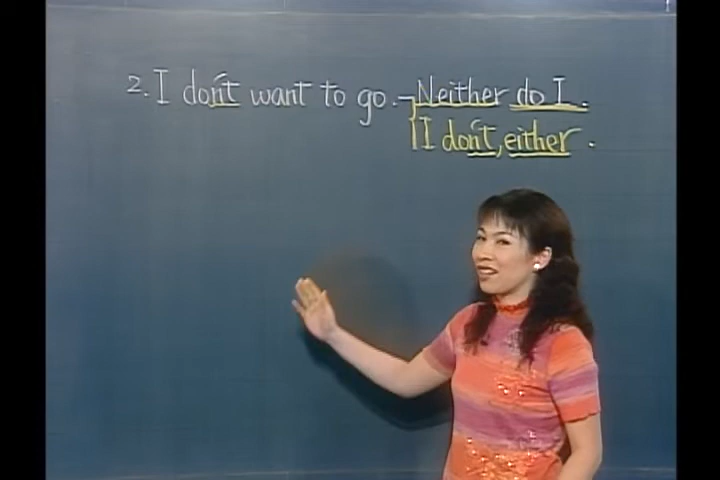 2. I don't want to go. Neither do I.
I don't, either.